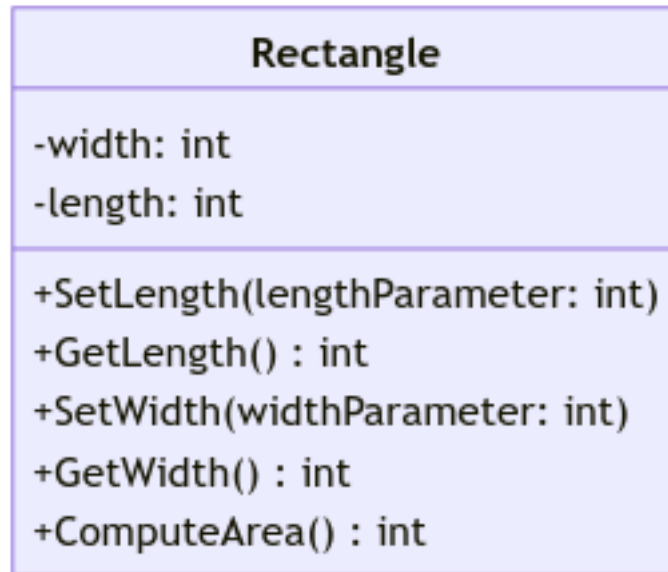 Rectangle
-width: int
-length: int
+SetLength(lengthParameter: int)
+GetLength() : int
+SetWidth(widthParameter: int)
+GetWidth() : int
+ComputeArea() : int